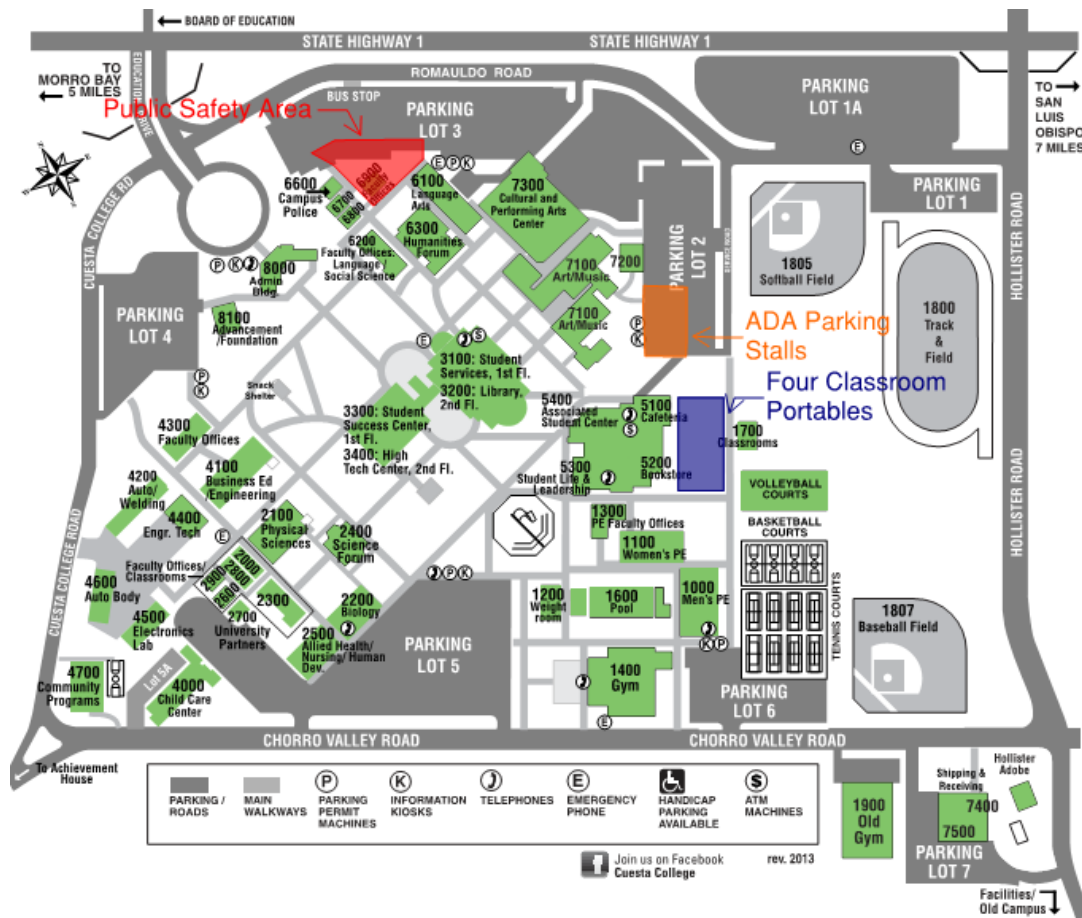 BOARD OF EDUCATION
STATE HIGHWAY 1
STATE HIGHWAY 1
TO
MORRO BAY
5 MILES
EDUCATION DRIVE
ROMAULDO ROAD
BUS STOP
Public Safety Area
PARKING
LOT 3
PARKING
LOT 1A
E
TO
SAN
LUIS
OBISPO
7 MILES
HOLLISTER ROAD
HOLLISTER ROAD
HOLLISTER ROAD
CUESTA COLLEGE RD
6600
Campus
Police
6700
6800
6900
Faculty
Offices
E P K
6100
Language
Arts
6300
Humanities
Forum
6200
Faculty Offices:
Language /
Social Science
7300
Cultural and
Performing Arts
Center
7200
7100
Art/Music
7100
Art/Music
PARKING
LOT 2
P
K
PARKING
LOT 1
1805
Softball Field
1800
Track
&
Field
ADA Parking
Stalls
Four Classroom
Portables
P K
8000
Admin
Bldg.
8100
Advancement
/Foundation
PARKING
LOT 4
P
K
Snack
Shelter
E
$
3100: Student
Services, 1st Fl.
3200: Library,
2nd Fl.
3300: Student
Success Center,
1st Fl.
3400: High
Tech Center, 2nd Fl.
5400
Associated
Student Center
5100
Cafeteria
$
5300
Student Life &
Leadership
5200
Bookstore
1700
Classrooms
VOLLEYBALL
COURTS
BASKETBALL
COURTS
TENNIS COURTS
4300
Faculty Offices
4100
Business Ed
/Engineering
4200
Auto/
Welding
4400
Engr. Tech
2100
Physical
Sciences
2400
Science
Forum
E
Faculty Offices/
Classrooms
2900
2000
2800
2600
2300
2700
University
Partners
2200
Biology
2500
Allied Health/
Nursing/ Human
Dev.
P K
PARKING
LOT 5
1300
PE Faculty Offices
1100
Women's PE
1200
Weight
room
1600
Pool
1000
Men's PE
K P
1400
Gym
E
PARKING
LOT 6
1807
Baseball Field
CUESTA COLLEGE ROAD
4600
Auto Body
4500
Electronics
Lab
4700
Community
Programs
Lot 5A
4000
Child Care
Center
CHORRO VALLEY ROAD
CHORRO VALLEY ROAD
To Achievement
House
PARKING /
ROADS
MAIN
WALKWAYS
P
PARKING
PERMIT
MACHINES
K
INFORMATION
KIOSKS
TELEPHONES
E
EMERGENCY
PHONE
HANDICAP
PARKING
AVAILABLE
$
ATM
MACHINES
f
Join us on Facebook
Cuesta College
rev. 2013
1900
Old
Gym
Shipping &
Receiving
7400
7500
Hollister
Adobe
PARKING
LOT 7
Facilities/
Old Campus